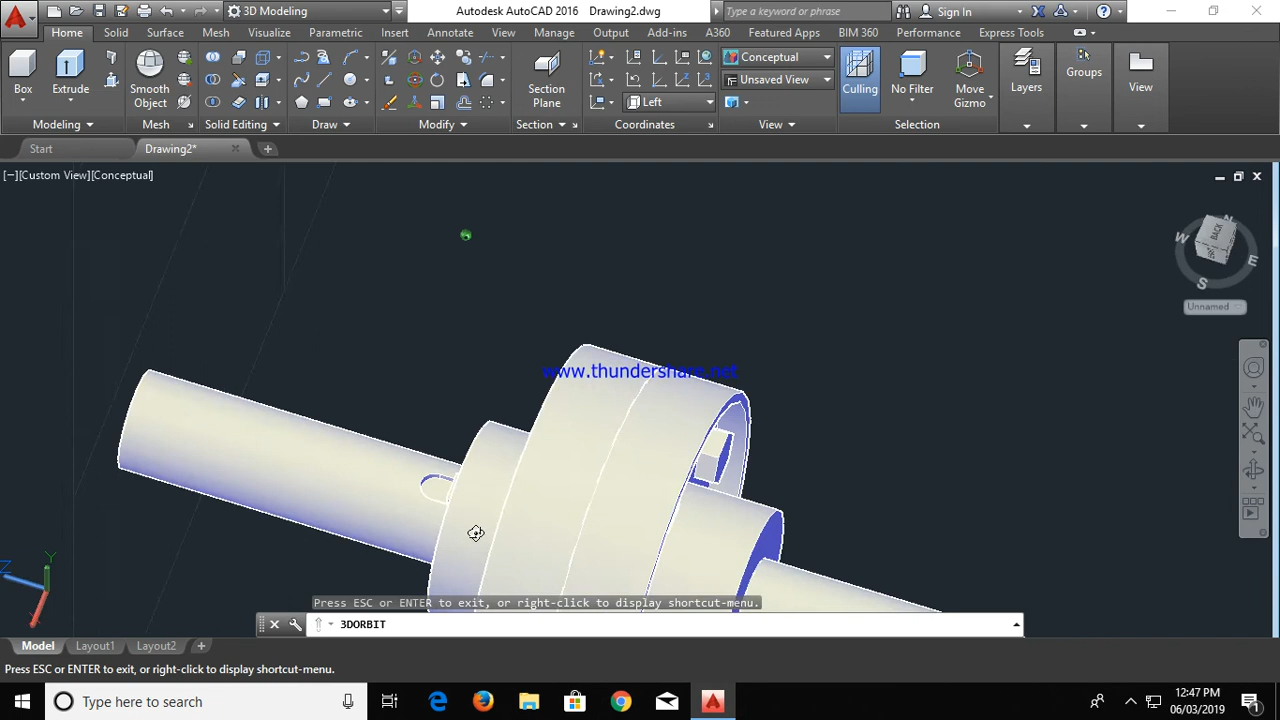 3D Modeling
Autodesk AutoCAD 2016 Drawing2.dwg
Type a keyword or phrase
Sign In
Home Solid Surface Mesh Visualize Parametric Insert Annotate View Manage Output Add-ins A360 Featured Apps BIM 360 Performance Express Tools
Box
Extrude
Smooth Object
Section Plane
Left
Conceptual
Unsaved View
Culling
No Filter
Move Gizmo
Layers
Groups
View
Modeling Mesh Solid Editing Draw Modify Section Coordinates View Selection
Start
Drawing2*
[−][Custom View][Conceptual]
N
W
BACK
E
S
Unnamed
www.thundershare.net
Y
Z
Press ESC or ENTER to exit, or right-click to display shortcut-menu.
3DORBIT
Model Layout1 Layout2
Press ESC or ENTER to exit, or right-click to display shortcut-menu.
Type here to search
12:47 PM
06/03/2019